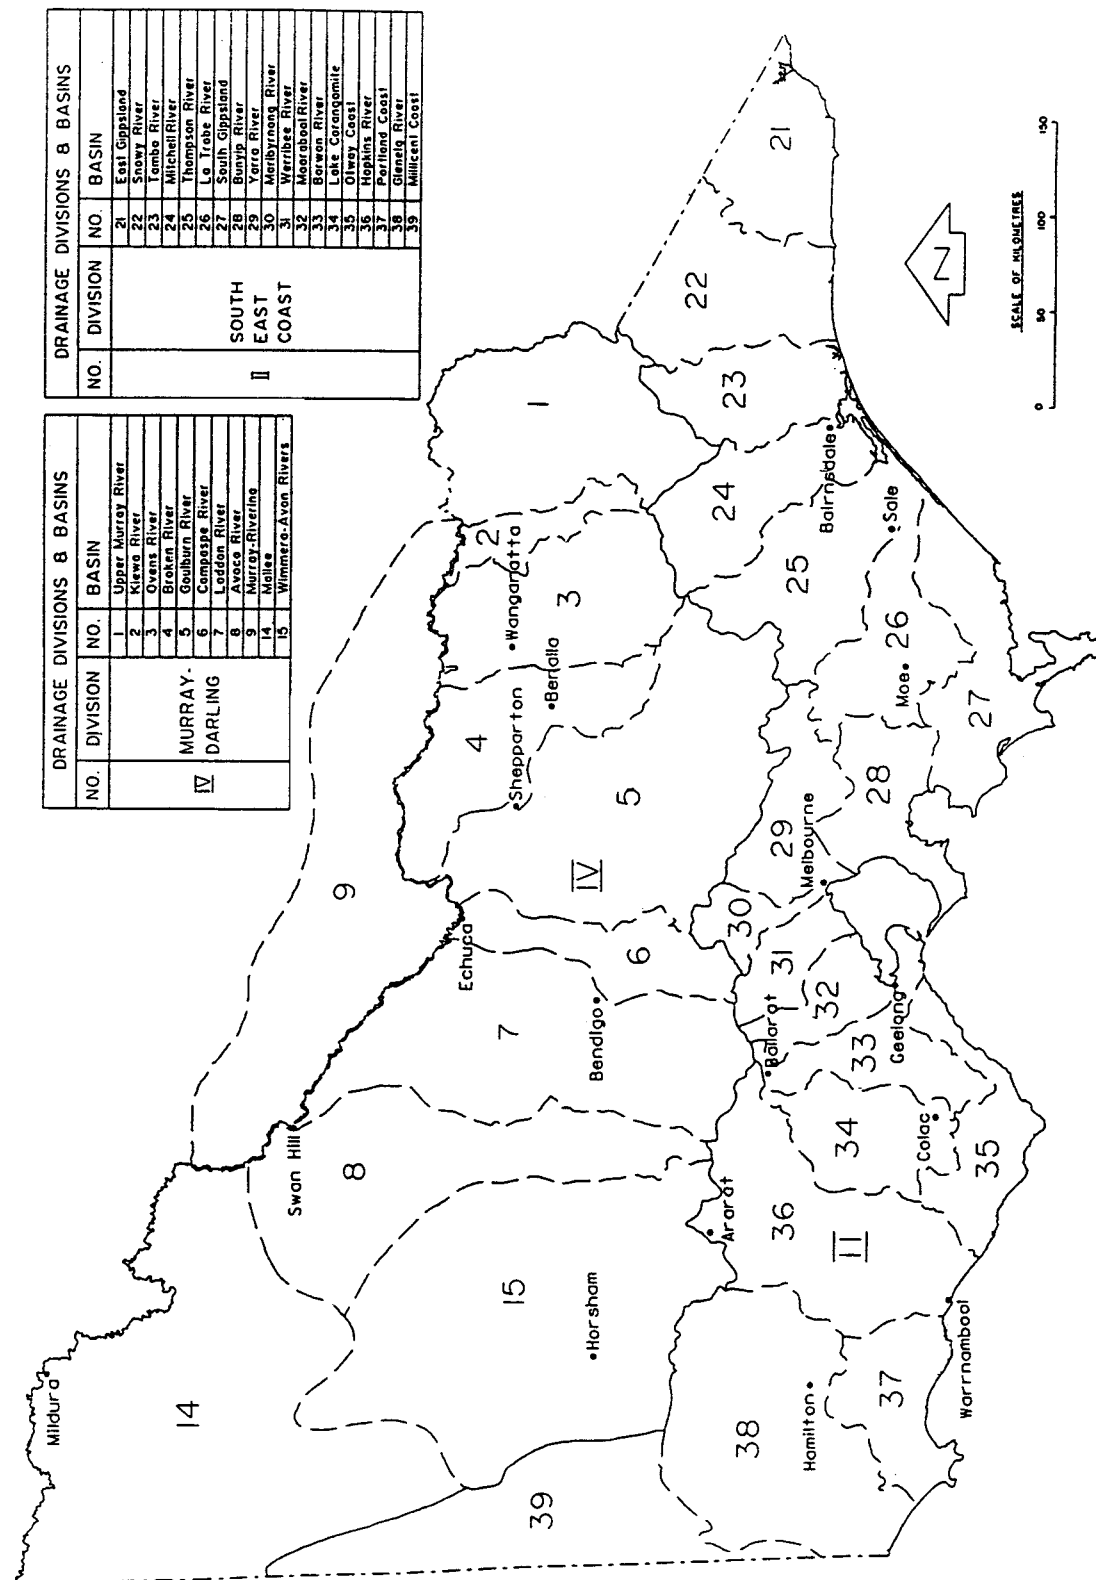 DRAINAGE DIVISIONS & BASINS
NO. DIVISION NO. BASIN
IV MURRAY-
DARLING
1 Upper Murray River
2 Kiewa River
3 Ovens River
4 Broken River
5 Goulburn River
6 Campaspe River
7 Loddon River
8 Avoca River
9 Murray-Riverina
14 Mallee
15 Wimmera-Avon Rivers
DRAINAGE DIVISIONS & BASINS
NO. DIVISION NO. BASIN
II SOUTH
EAST
COAST
21 East Gippsland
22 Snowy River
23 Tambo River
24 Mitchell River
25 Thompson River
26 La Trobe River
27 South Gippsland
28 Bunyip River
29 Yarra River
30 Maribyrnong River
31 Werribee River
32 Moorabool River
33 Barwon River
34 Lake Corangamite
35 Otway Coast
36 Hopkins River
37 Portland Coast
38 Glenelg River
39 Millicent Coast
Mildura
14
Swan Hill
9
8
Echuca
4
2
1
Wanganatta
Shepparton
Benalla
3
7
15
Horsham
Bendigo
6
IV
5
39
22
21
23
24
Ararat
30
29
Melbourne
Bairnsdale
38
36
Ballarat
31
32
25
Hamilton
II
34
33
28
26
Moe
Sale
Geelong
37
Colac
35
27
Warrnambool
N
SCALE OF KILOMETRES
0 50 100 150